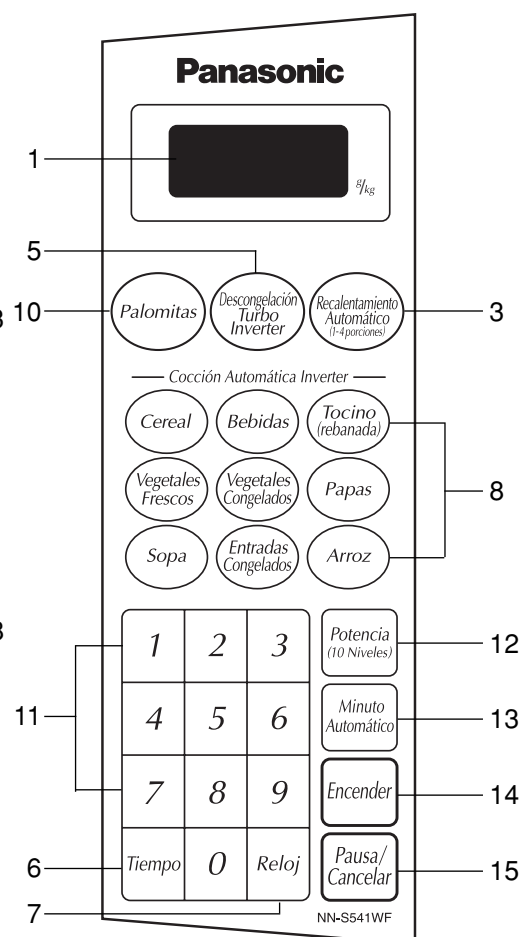 Panasonic
1
g/kg
5
3 10
Palomitas
Descongelación
Turbo
Inverter
Recalentamiento
Automático
(1-4 porciones)
3
Cocción Automática Inverter
Cereal
Bebidas
Tocino
(rebanada)
Vegetales
Frescos
Vegetales
Congelados
Papas
8
Sopa
Entradas
Congelados
Arroz
3
1 2 3
Potencia
(10 Niveles)
12
11
4 5 6
Minuto
Automático
13
7 8 9
Encender
14
6
Tiempo 0 Reloj
Pausa/
Cancelar
15
7
NN-S541WF